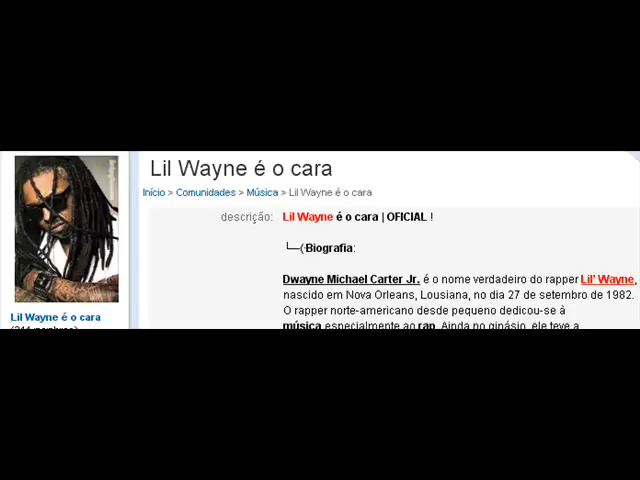 Lil Wayne é o cara
Início > Comunidades > Música > Lil Wayne é o cara
descrição: Lil Wayne é o cara | OFICIAL !
└─(·Biografia:
Dwayne Michael Carter Jr. é o nome verdadeiro do rapper Lil' Wayne,
nascido em Nova Orleans, Lousiana, no dia 27 de setembro de 1982.
O rapper norte-americano desde pequeno dedicou-se à
música especialmente ao rap. Ainda no ginásio, ele teve a
Lil Wayne é o cara